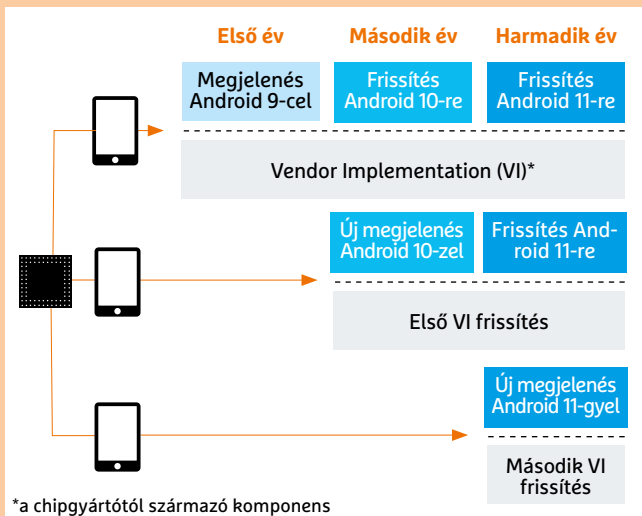 Első év Második év Harmadik év
Megjelenés Frissítés Frissítés
Android 9-cel Android 10-re Android 11-re
Vendor Implementation (VI)*
Új megjelenés Frissítés And-
Android 10-zel roid 11-re
Első VI frissítés
Új megjelenés
Android 11-gyel
Második VI
frissítés
*a chipgyártótól származó komponens